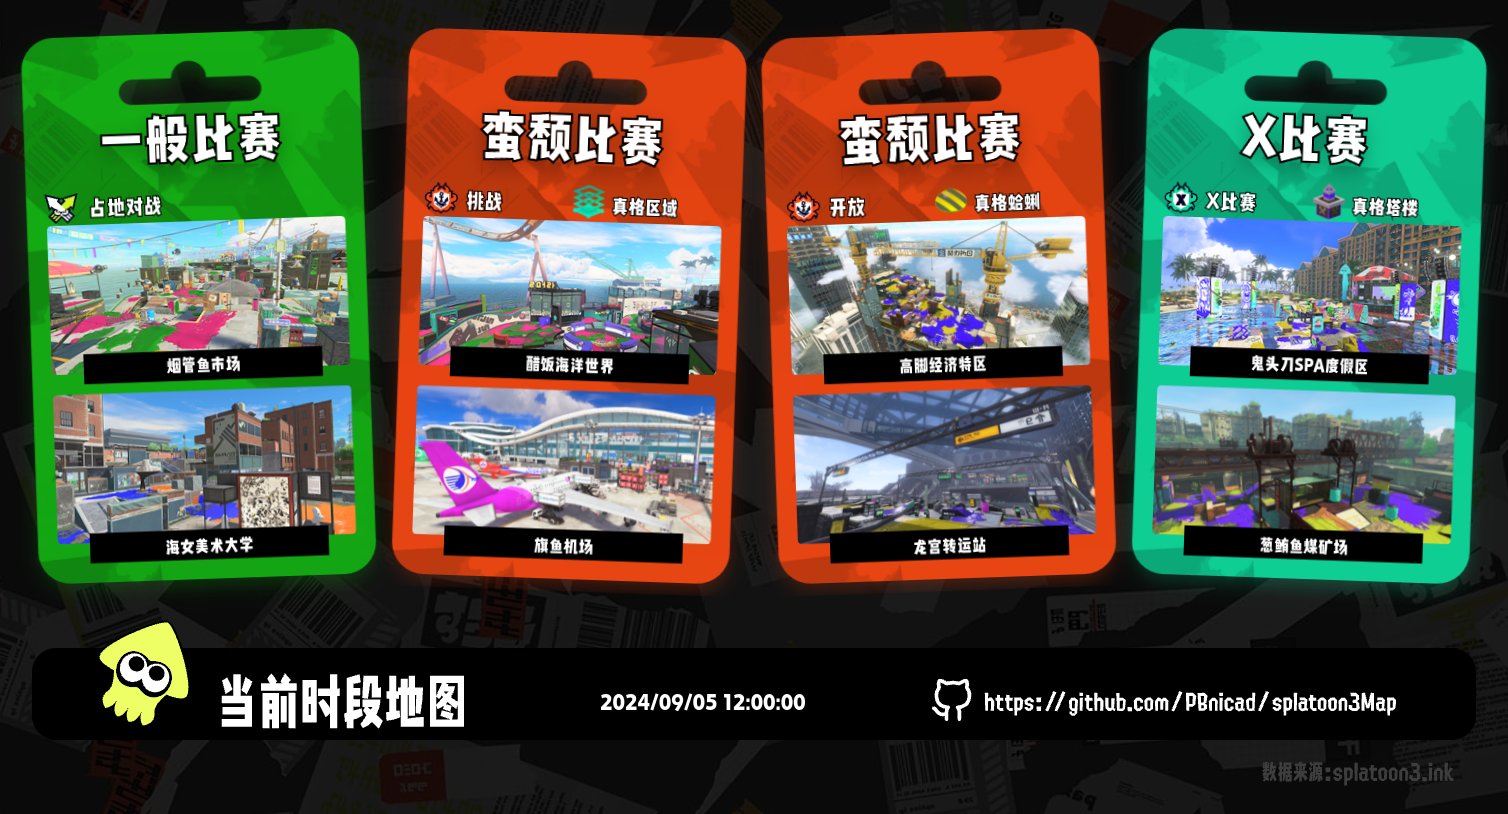 一般比赛
占地对战
烟管鱼市场
海女美术大学
蛮颓比赛
挑战
真格区域
醋饭海洋世界
旗鱼机场
蛮颓比赛
开放
真格蛤蜊
高脚经济特区
龙宫转运站
X比赛
X比赛
真格塔楼
鬼头刀SPA度假区
葱鲔鱼煤矿场
当前时段地图
2024/09/05 12:00:00
https://github.com/PBnicad/splatoon3Map
数据来源:splatoon3.ink